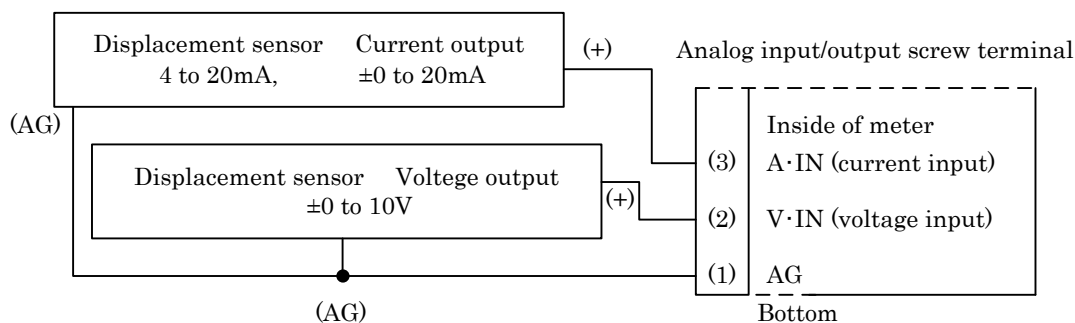 Displacement sensor Current output
4 to 20mA, ±0 to 20mA
(+)
Analog input/output screw terminal
(AG)
Inside of meter
(3) A·IN (current input)
Displacement sensor Voltege output
±0 to 10V
(+)
(2) V·IN (voltage input)
(1) AG
(AG)
Bottom